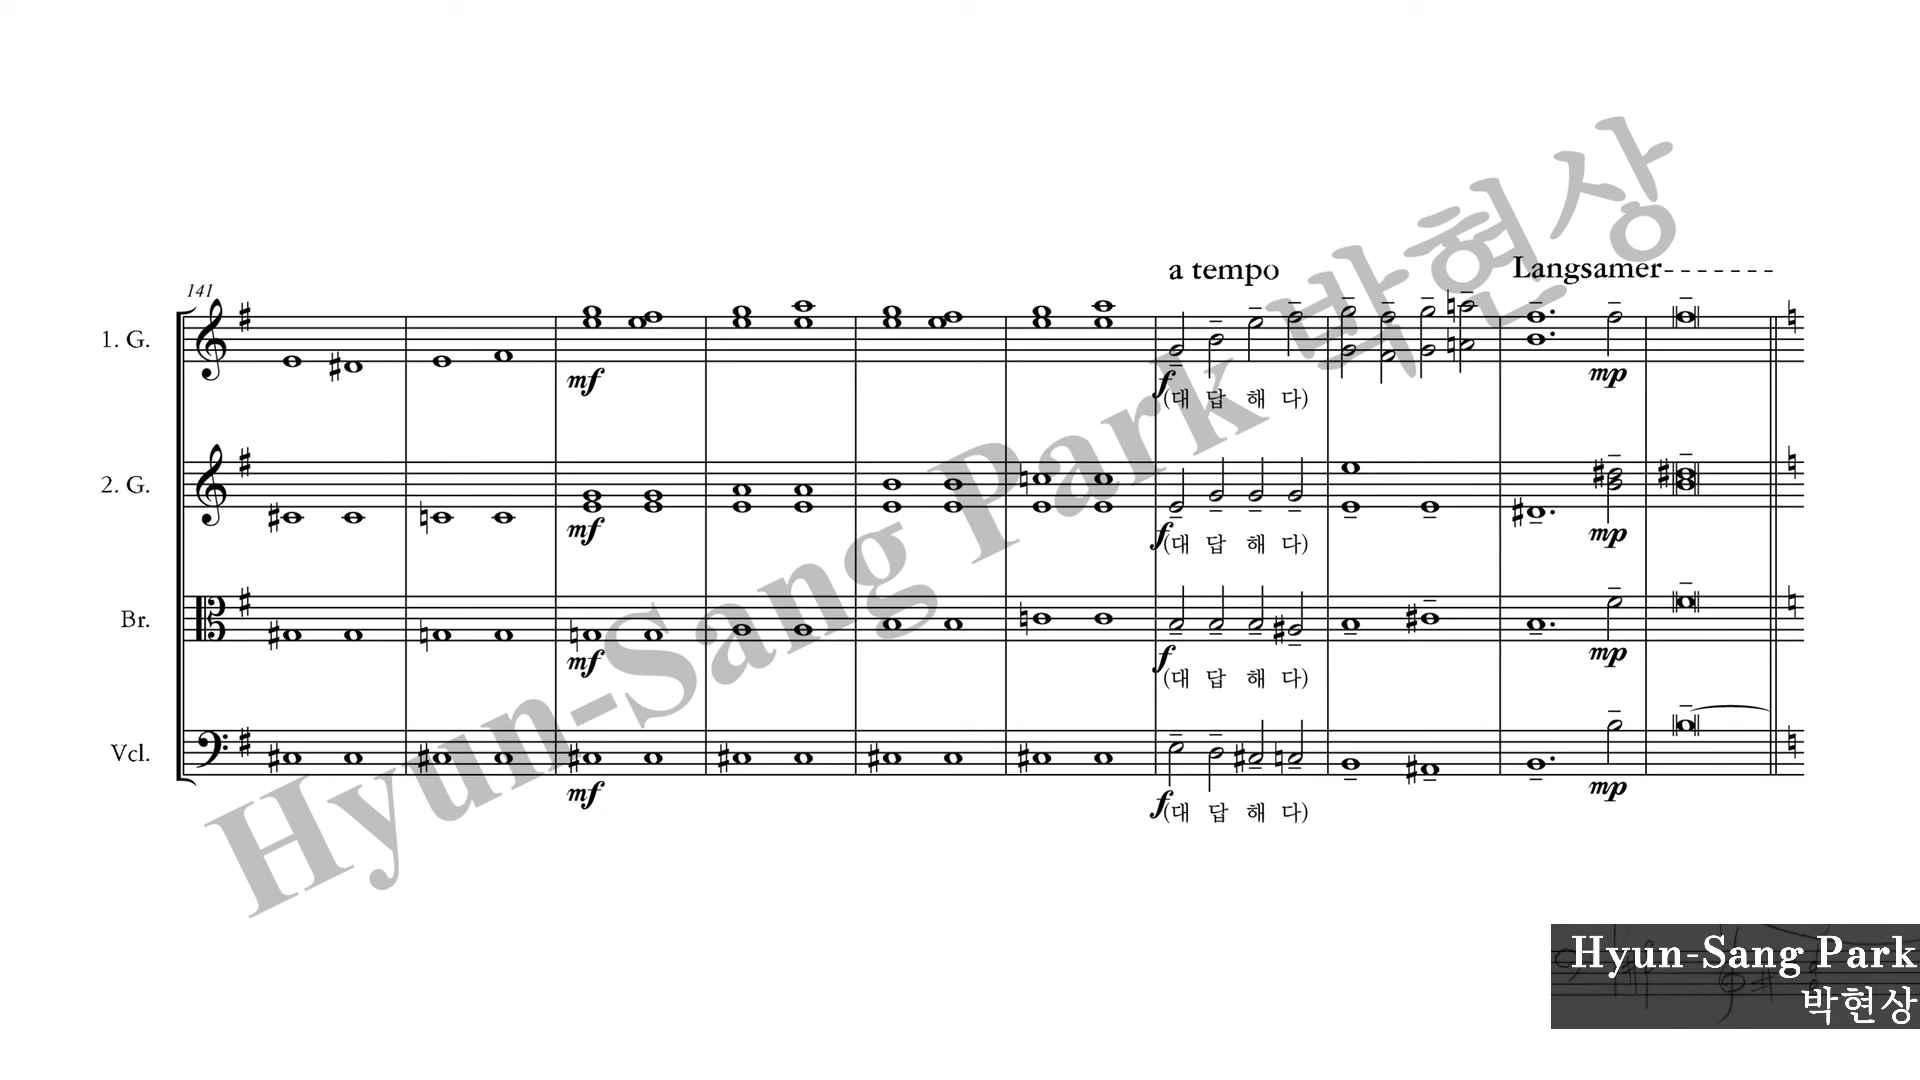 Hyun-Sang Park 박현상
a tempo
Langsamer
141
1. G.
mf
f
mp
(대 답 해 다)
2. G.
mf
f
mp
(대 답 해 다)
Br.
mf
f
mp
(대 답 해 다)
Vcl.
mf
f
mp
(대 답 해 다)
Hyun-Sang Park
박현상